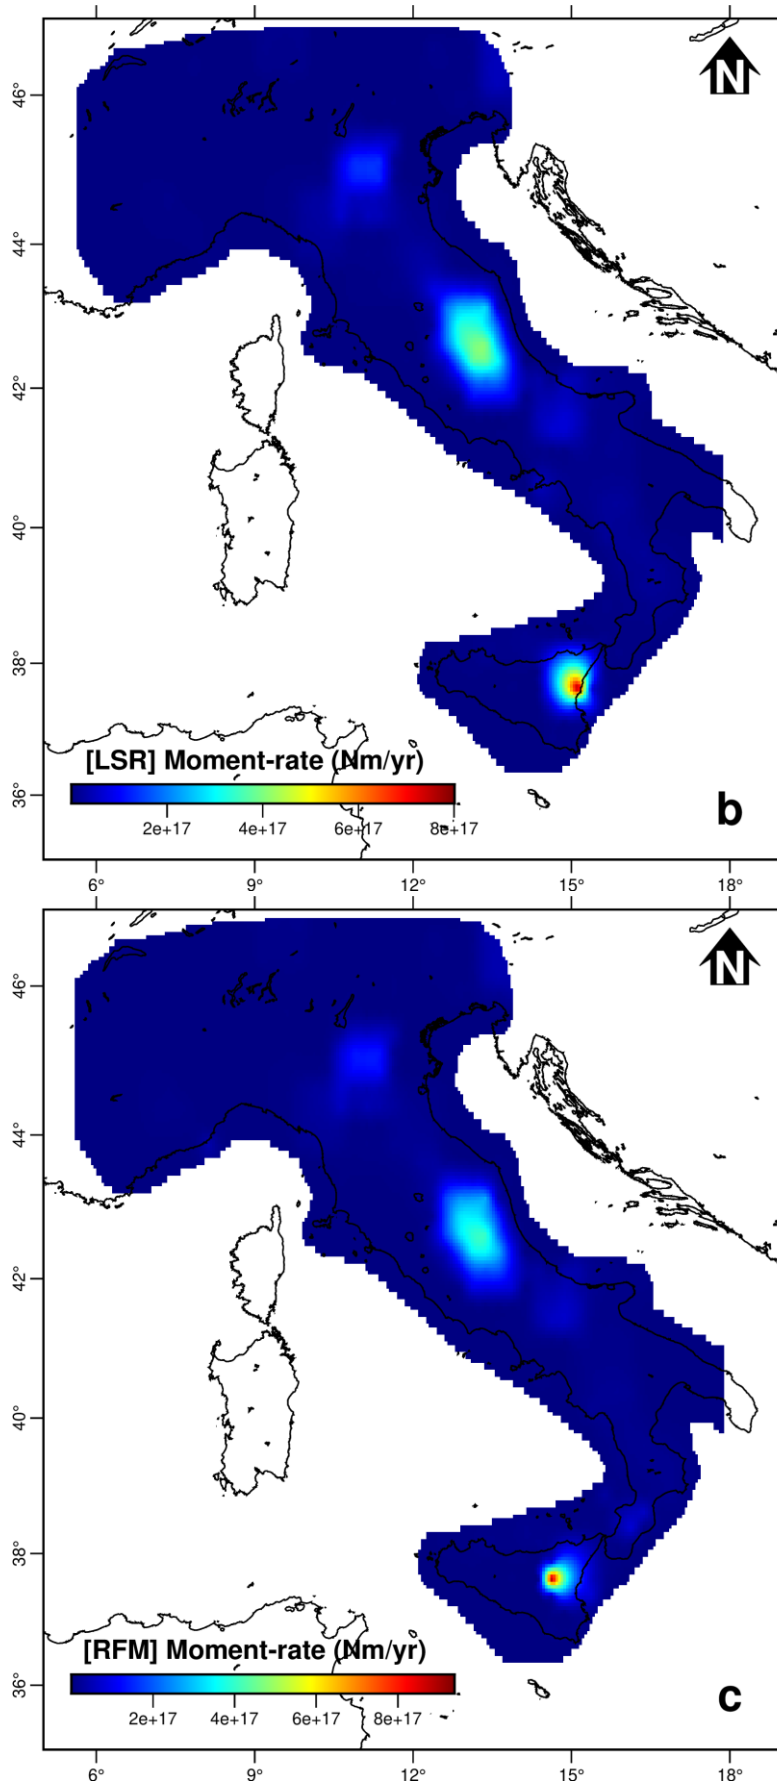 46°
44°
42°
40°
38°
36°
N
[LSR] Moment-rate (Nm/yr)
2e+17 4e+17 6e+17 8e+17
b
6° 9° 12° 15° 18°
46°
44°
42°
40°
38°
36°
N
[RFM] Moment-rate (Nm/yr)
2e+17 4e+17 6e+17 8e+17
c
6° 9° 12° 15° 18°